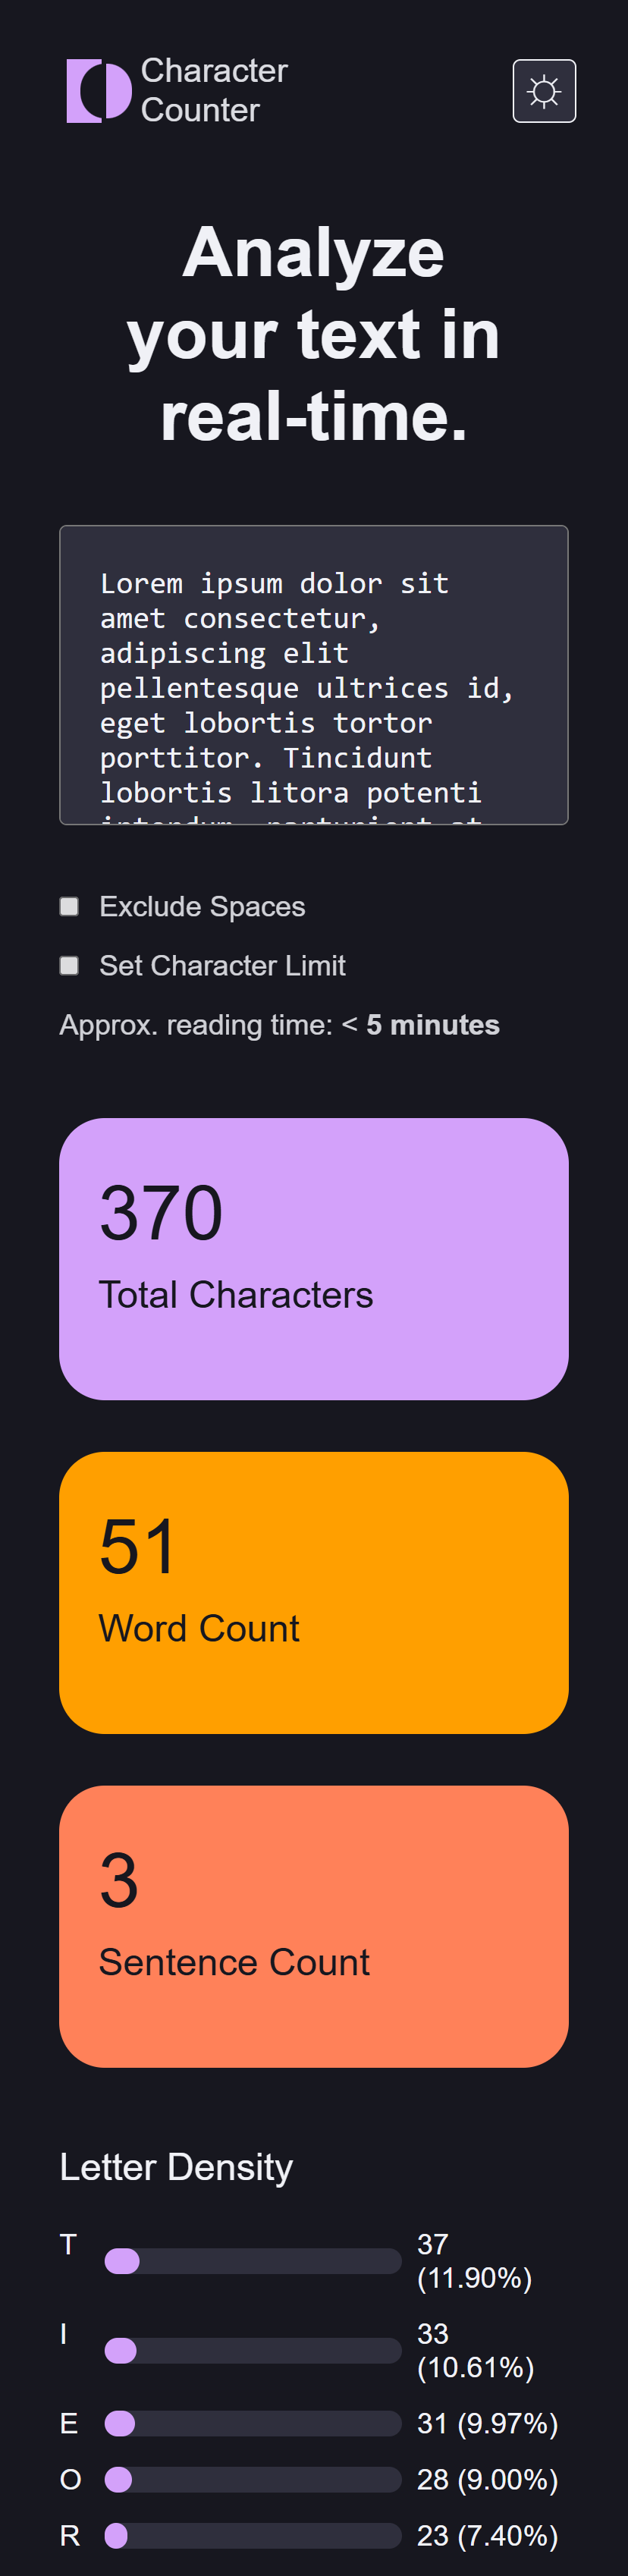 Character
Counter
Analyze
your text in
real-time.
Lorem ipsum dolor sit
amet consectetur,
adipiscing elit
pellentesque ultrices id,
eget lobortis tortor
porttitor. Tincidunt
lobortis litora potenti
Exclude Spaces
Set Character Limit
Approx. reading time: < 5 minutes
370
Total Characters
51
Word Count
3
Sentence Count
Letter Density
T 37
(11.90%)
I 33
(10.61%)
E 31 (9.97%)
O 28 (9.00%)
R 23 (7.40%)